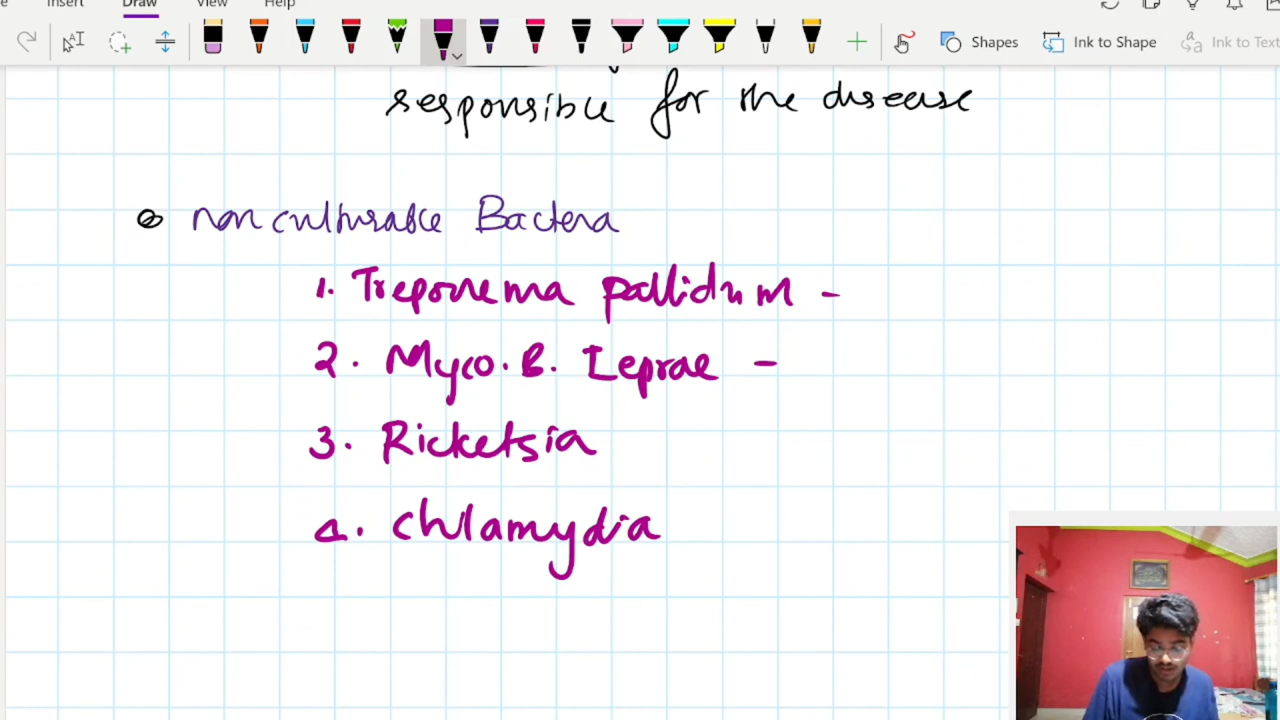 Insert Draw View Help
Shapes Ink to Shape Ink to Text
responsible for the disease
non culturable Bacteria
1. Treponema pallidum -
2. Myco. B. Leprae -
3. Ricketsia
4. Chlamydia